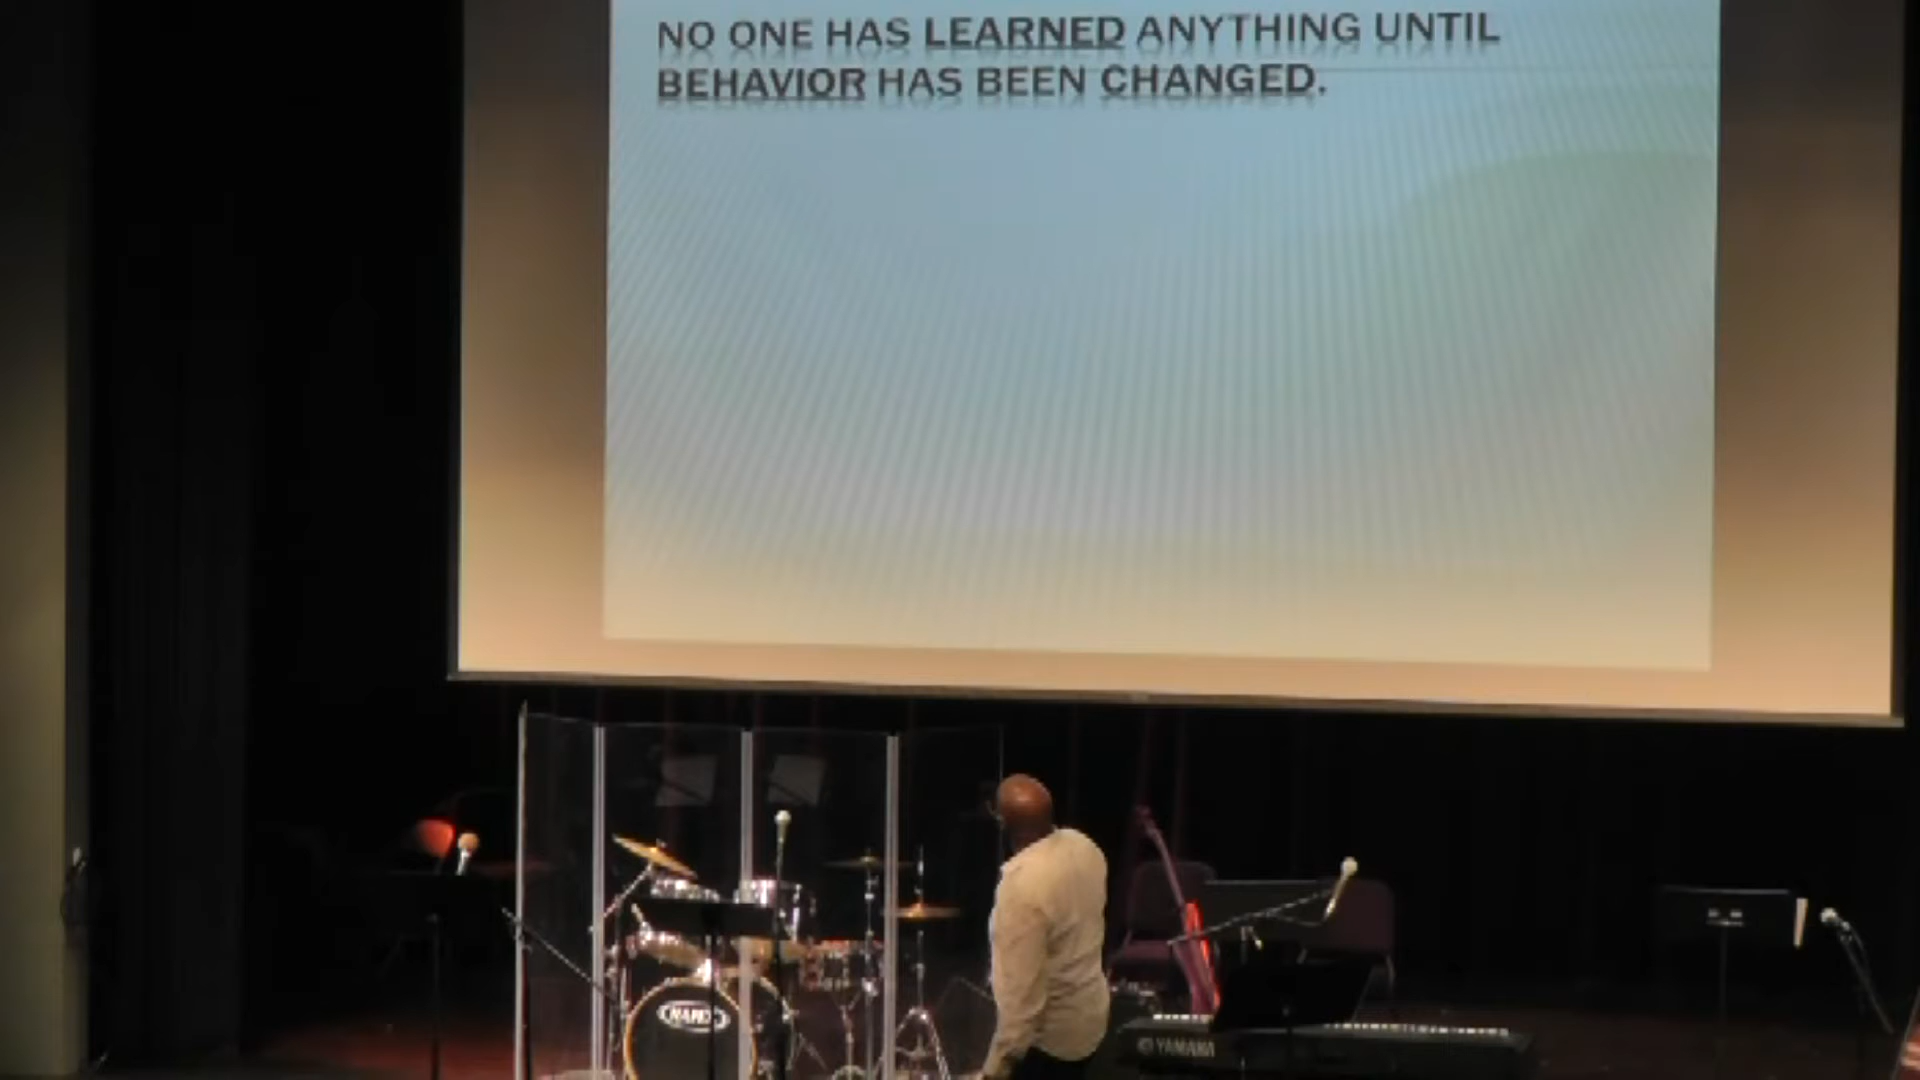 NO ONE HAS LEARNED ANYTHING UNTIL
BEHAVIOR HAS BEEN CHANGED.
MAPEX
YAMAHA